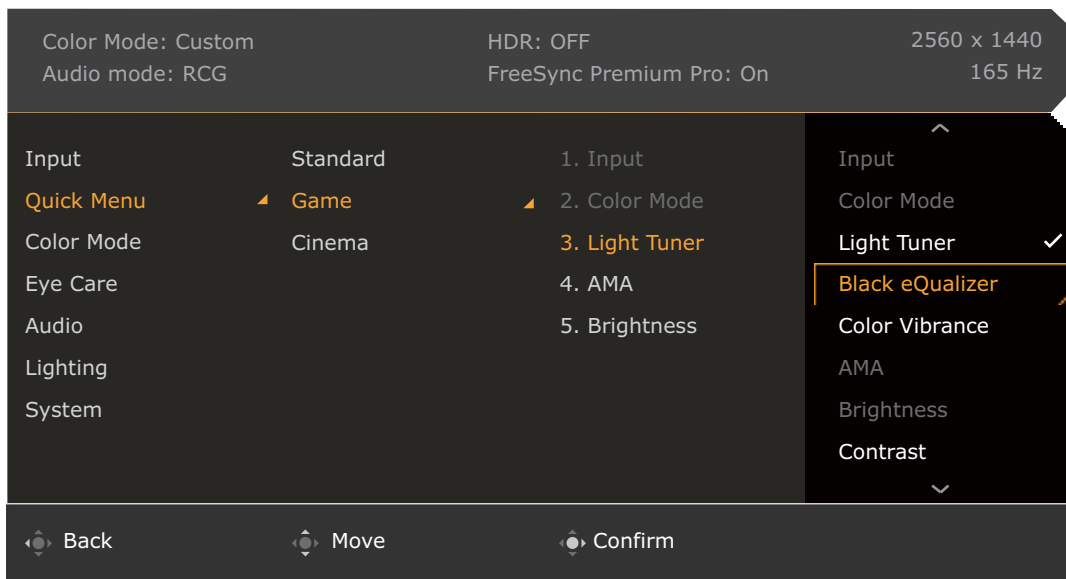 Color Mode: Custom
Audio mode: RCG
HDR: OFF
FreeSync Premium Pro: On
2560 x 1440
165 Hz
Input
Quick Menu
Color Mode
Eye Care
Audio
Lighting
System
Standard
Game
Cinema
1. Input
2. Color Mode
3. Light Tuner
4. AMA
5. Brightness
Input
Color Mode
Light Tuner
Black eQualizer
Color Vibrance
AMA
Brightness
Contrast
Back
Move
Confirm